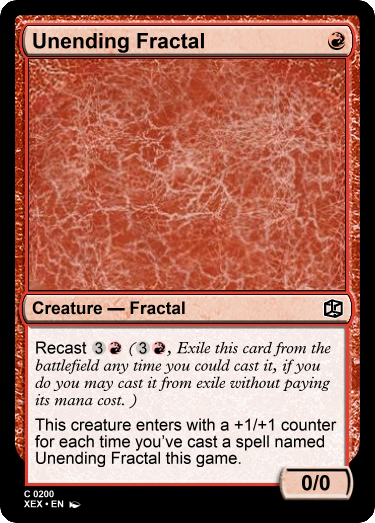 Unending Fractal
Creature — Fractal
Recast 3 ( 3 , Exile this card from the
battlefield any time you could cast it, if you
do you may cast it from exile without paying
its mana cost. )
This creature enters with a +1/+1 counter
for each time you've cast a spell named
Unending Fractal this game.
0/0
C 0200
XEX • EN